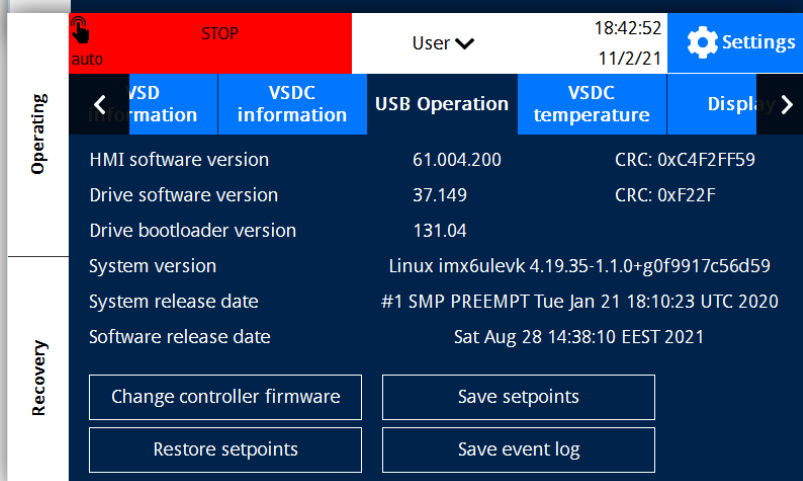 STOP
auto
User
18:42:52
11/2/21
Settings
VSD
information
VSDC
information
USB Operation
VSDC
temperature
Display
Operating
Recovery
HMI software version 61.004.200 CRC: 0xC4F2FF59
Drive software version 37.149 CRC: 0xF22F
Drive bootloader version 131.04
System version Linux imx6ulevk 4.19.35-1.1.0+g0f9917c56d59
System release date #1 SMP PREEMPT Tue Jan 21 18:10:23 UTC 2020
Software release date Sat Aug 28 14:38:10 EEST 2021
Change controller firmware Save setpoints
Restore setpoints Save event log